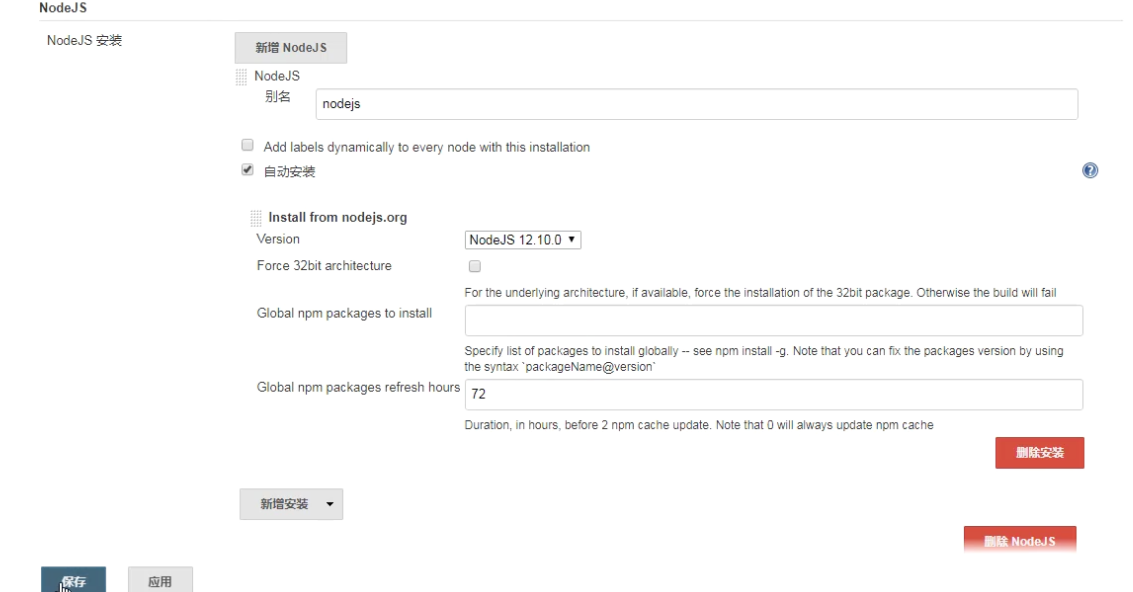 NodeJS
NodeJS 安装
新增 NodeJS
NodeJS
别名
nodejs
Add labels dynamically to every node with this installation
自动安装
?
Install from nodejs.org
Version
NodeJS 12.10.0
Force 32bit architecture
For the underlying architecture, if available, force the installation of the 32bit package. Otherwise the build will fail
Global npm packages to install
Specify list of packages to install globally -- see npm install -g. Note that you can fix the packages version by using
the syntax `packageName@version`
Global npm packages refresh hours
72
Duration, in hours, before 2 npm cache update. Note that 0 will always update npm cache
删除安装
新增安装
删除 NodeJS
保存
应用